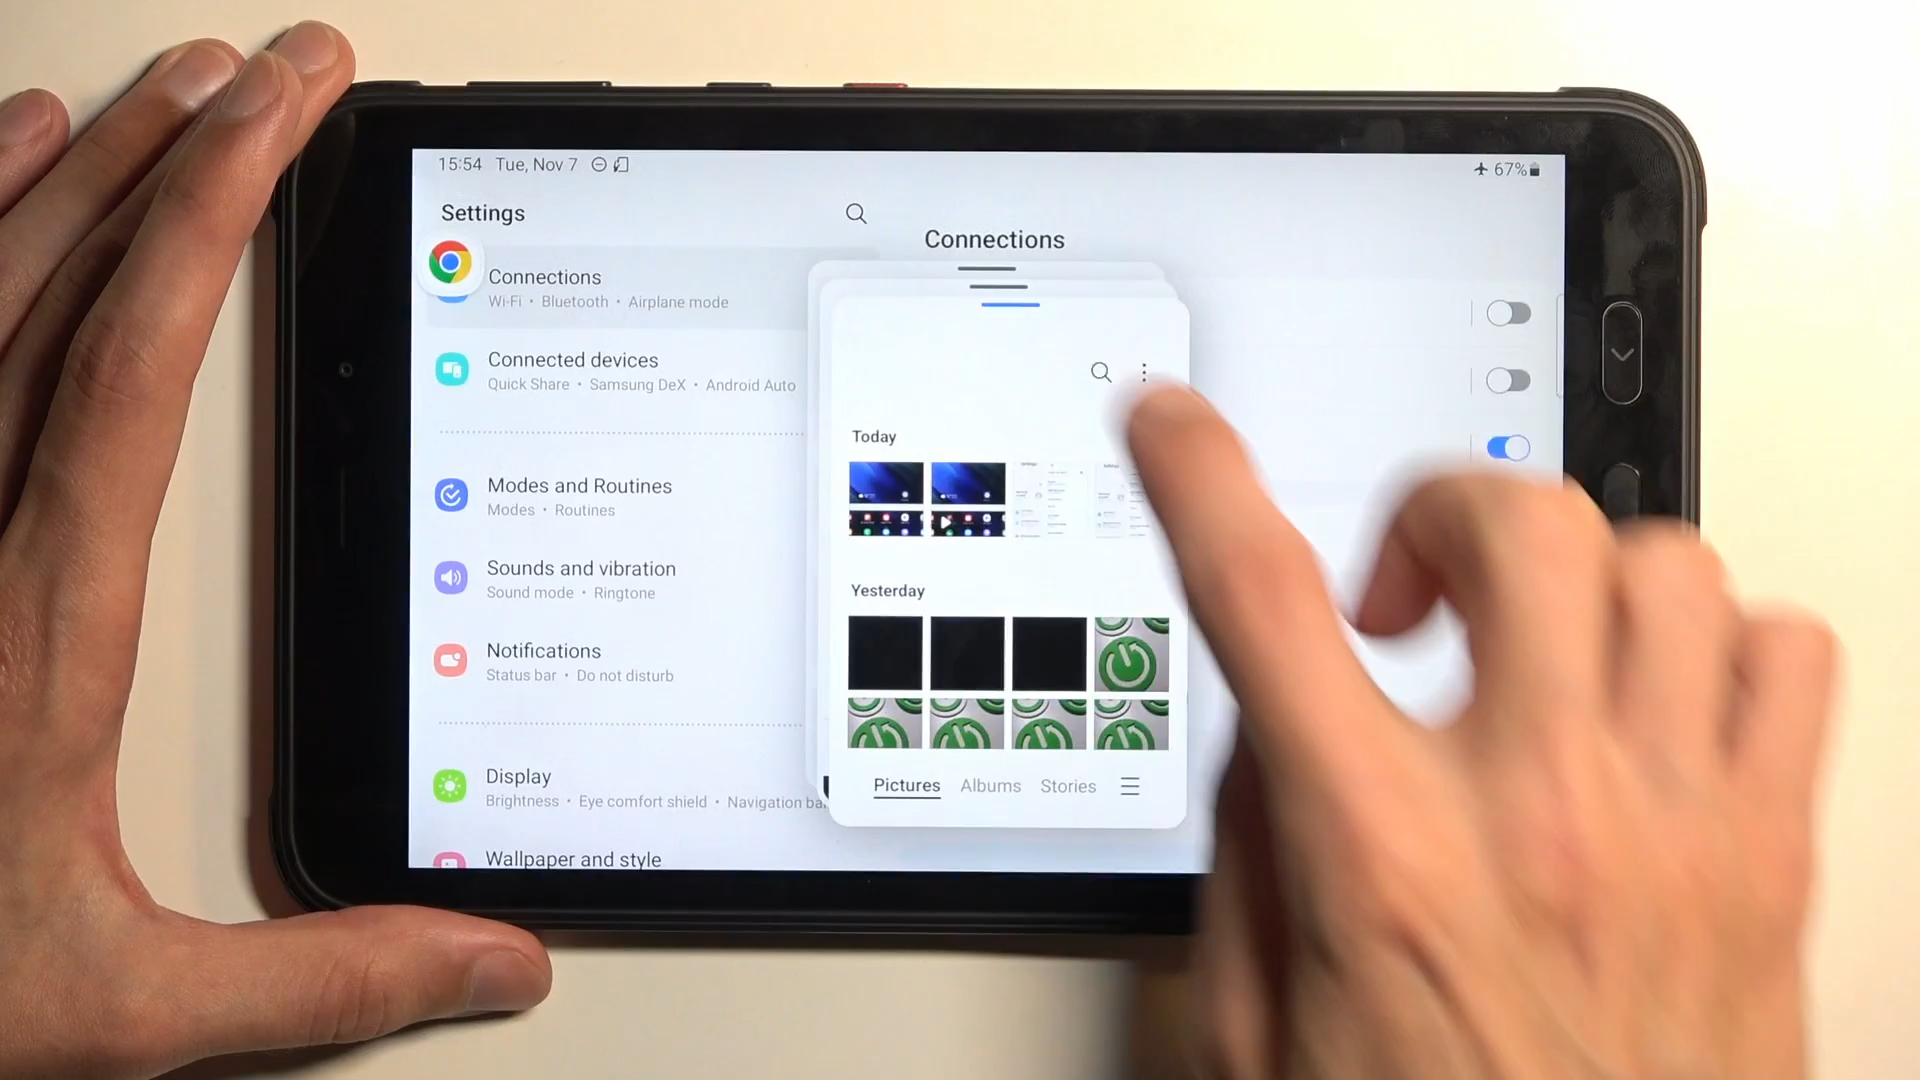 15:54 Tue, Nov 7
67%
Settings
Connections
Wi-Fi • Bluetooth • Airplane mode
Connected devices
Quick Share • Samsung DeX • Android Auto
Modes and Routines
Modes • Routines
Sounds and vibration
Sound mode • Ringtone
Notifications
Status bar • Do not disturb
Display
Brightness • Eye comfort shield • Navigation ba
Wallpaper and style
Connections
Today
Yesterday
Pictures Albums Stories